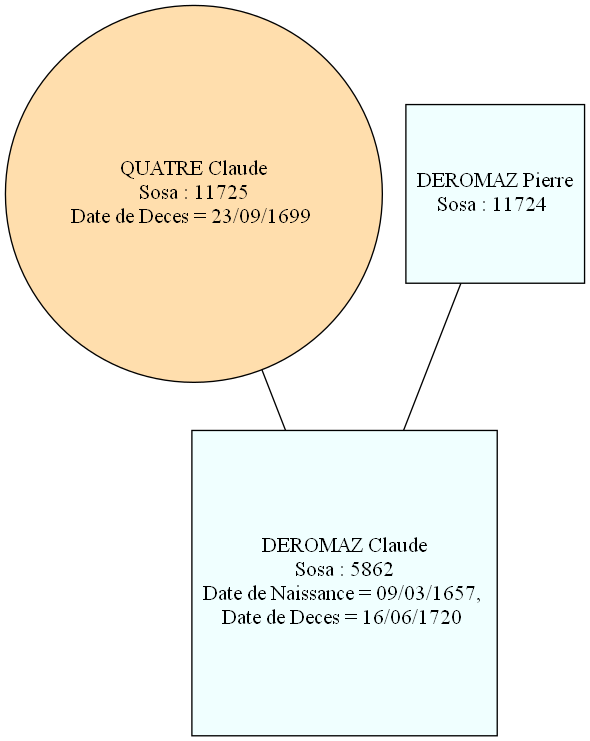 QUATRE Claude
Sosa : 11725
Date de Deces = 23/09/1699
DEROMAZ Pierre
Sosa : 11724
DEROMAZ Claude
Sosa : 5862
Date de Naissance = 09/03/1657,
Date de Deces = 16/06/1720